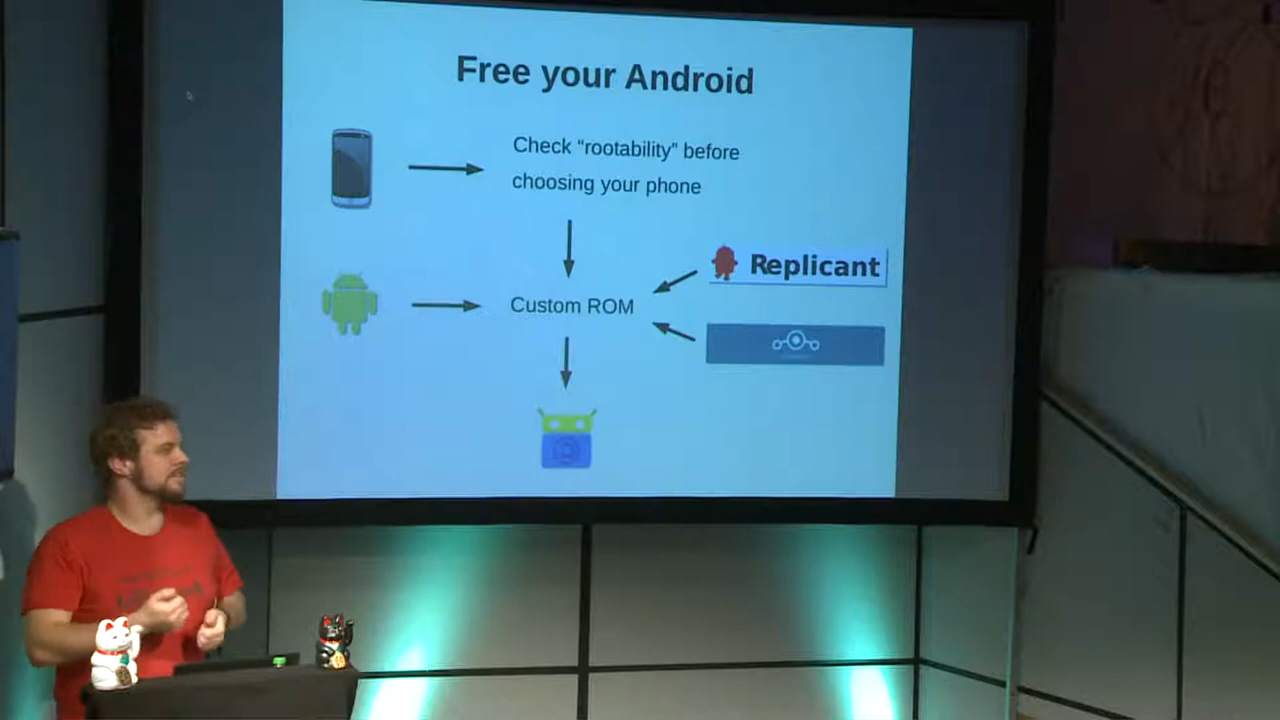 Free your Android
Check “rootability” before
choosing your phone
Replicant
Custom ROM